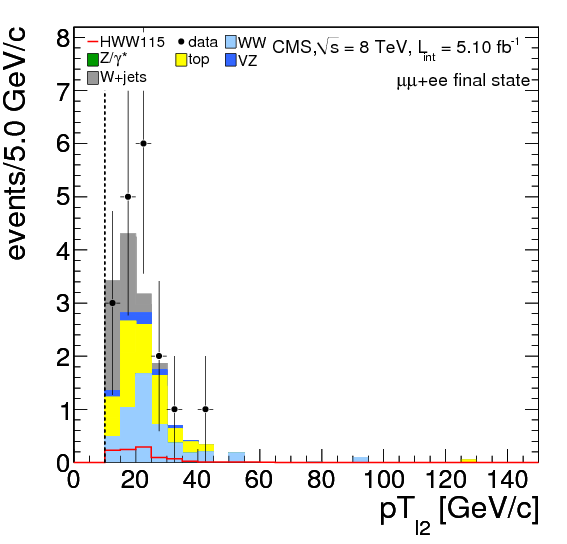 HWW115 data WW CMS,√s = 8 TeV, L_int = 5.10 fb⁻¹
Z/γ* top VZ
W+jets μμ+ee final state
events/5.0 GeV/c
8
7
6
5
4
3
2
1
0
0 20 40 60 80 100 120 140
pT_l2 [GeV/c]